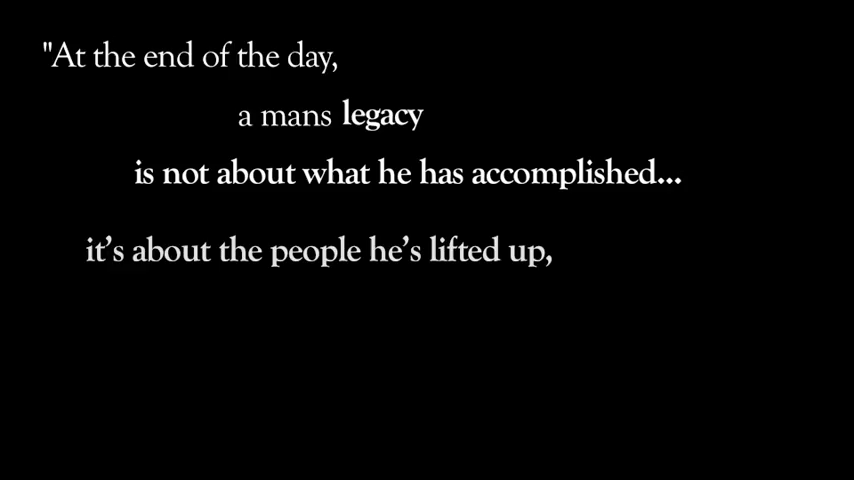 "At the end of the day,
a mans legacy
is not about what he has accomplished...
it’s about the people he’s lifted up,